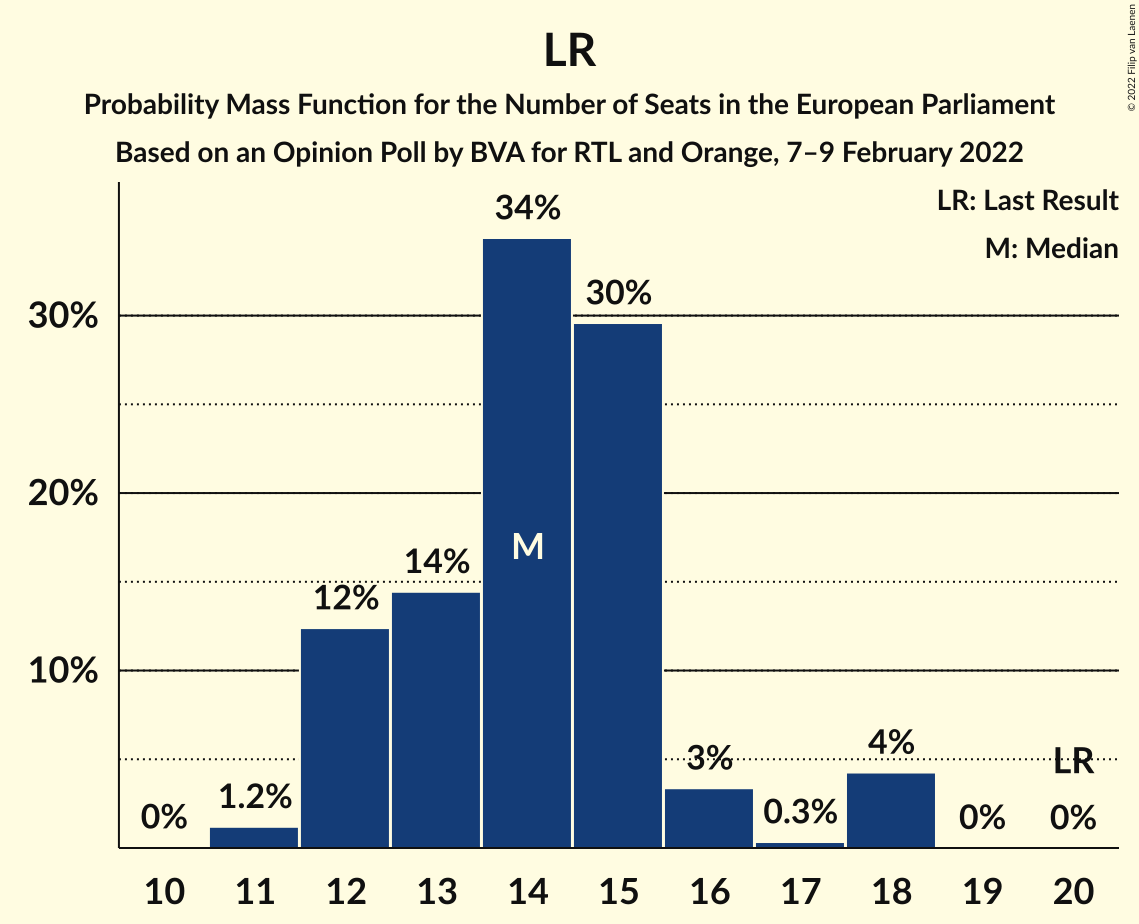 LR
Probability Mass Function for the Number of Seats in the European Parliament
Based on an Opinion Poll by BVA for RTL and Orange, 7–9 February 2022
© 2022 Filip van Laenen
LR: Last Result
M: Median
30%
20%
10%
0%
1.2%
12%
14%
34%
M
30%
3%
0.3%
4%
0%
LR
0%
10 11 12 13 14 15 16 17 18 19 20